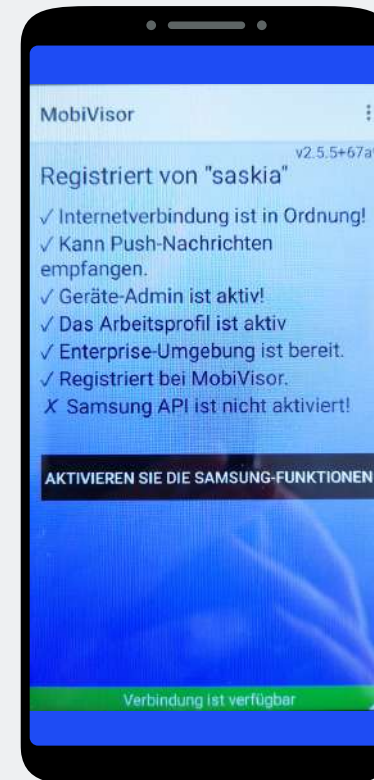 MobiVisor
v2.5.5+67a
Registriert von "saskia"
✓ Internetverbindung ist in Ordnung!
✓ Kann Push-Nachrichten
empfangen.
✓ Geräte-Admin ist aktiv!
✓ Das Arbeitsprofil ist aktiv
✓ Enterprise-Umgebung ist bereit.
✓ Registriert bei MobiVisor.
X Samsung API ist nicht aktiviert!
AKTIVIEREN SIE DIE SAMSUNG-FUNKTIONEN
Verbindung ist verfügbar